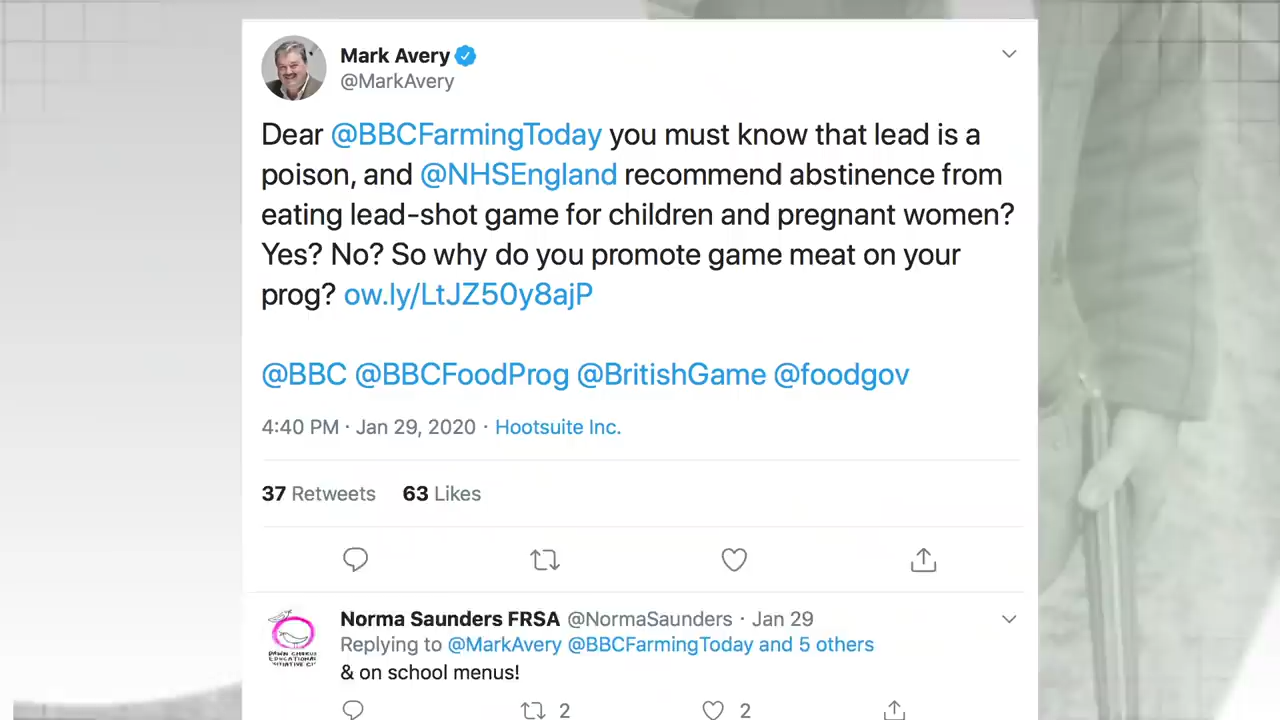 Mark Avery
@MarkAvery
Dear @BBCFarmingToday you must know that lead is a
poison, and @NHSEngland recommend abstinence from
eating lead-shot game for children and pregnant women?
Yes? No? So why do you promote game meat on your
prog? ow.ly/LtJZ50y8ajP
@BBC @BBCFoodProg @BritishGame @foodgov
4:40 PM · Jan 29, 2020 · Hootsuite Inc.
37 Retweets 63 Likes
Norma Saunders FRSA @NormaSaunders · Jan 29
Replying to @MarkAvery @BBCFarmingToday and 5 others
& on school menus!
2 2